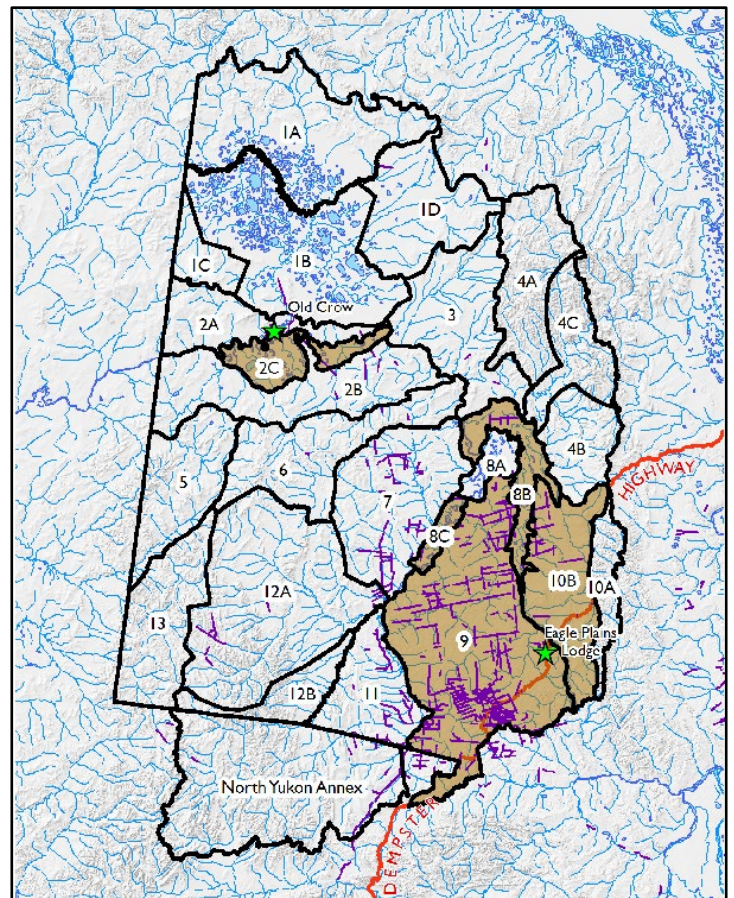 1A
1D
1B
1C
4A
Old Crow
3
4C
2A
2C
2B
4B
HIGHWAY
8A
5
6
7
8B
8C
10B
10A
12A
13
9
Eagle Plains
Lodge
12B
11
North Yukon Annex
DEMPSTER